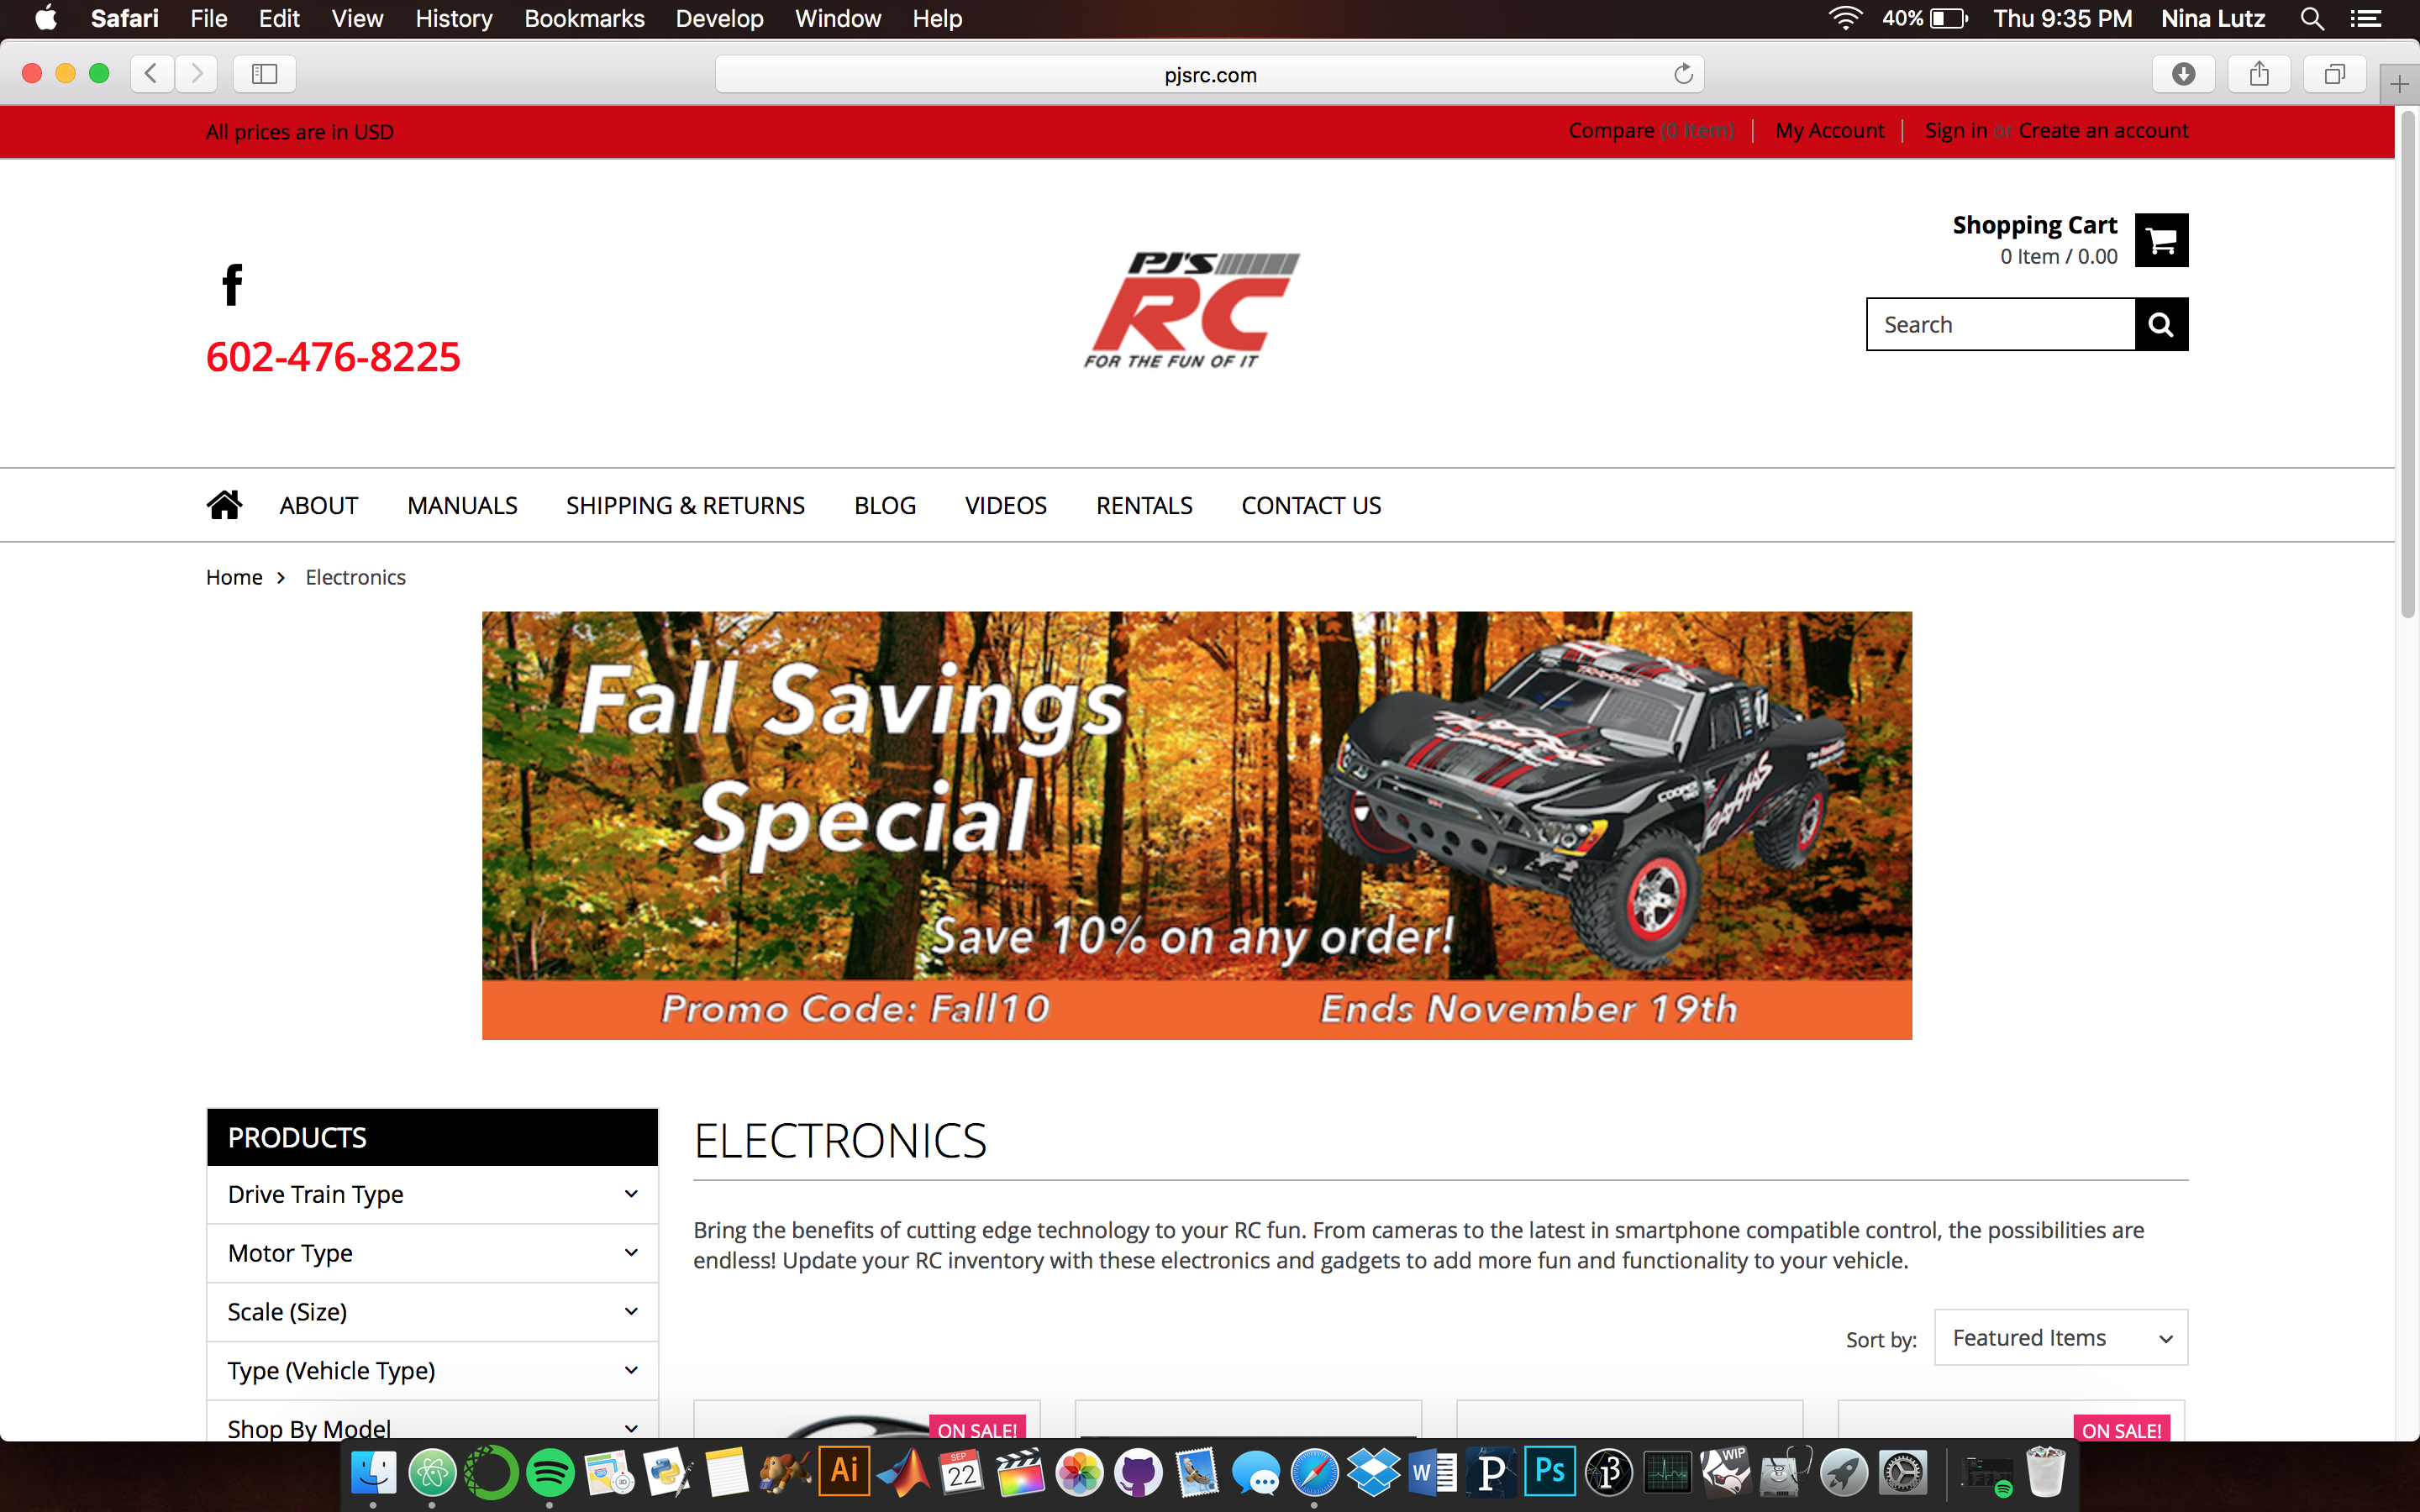 Safari File Edit View History Bookmarks Develop Window Help 40% Thu 9:35 PM Nina Lutz
pjsrc.com
All prices are in USD
Compare (0 Item) My Account Sign in or Create an account
Shopping Cart
0 Item / 0.00
PJ'S
RC
FOR THE FUN OF IT
602-476-8225
Search
ABOUT MANUALS SHIPPING & RETURNS BLOG VIDEOS RENTALS CONTACT US
Home > Electronics
Fall Savings
Special
TRAXXAS
TRAXXAS
COOPER
TRAXXAS
17
Save 10% on any order!
Promo Code: Fall10 Ends November 19th
PRODUCTS
Drive Train Type
Motor Type
Scale (Size)
Type (Vehicle Type)
Shop By Model
ELECTRONICS
Bring the benefits of cutting edge technology to your RC fun. From cameras to the latest in smartphone compatible control, the possibilities are
endless! Update your RC inventory with these electronics and gadgets to add more fun and functionality to your vehicle.
Sort by: Featured Items
ON SALE! ON SALE!
Ai SEP 22 W P Ps 13 WIP